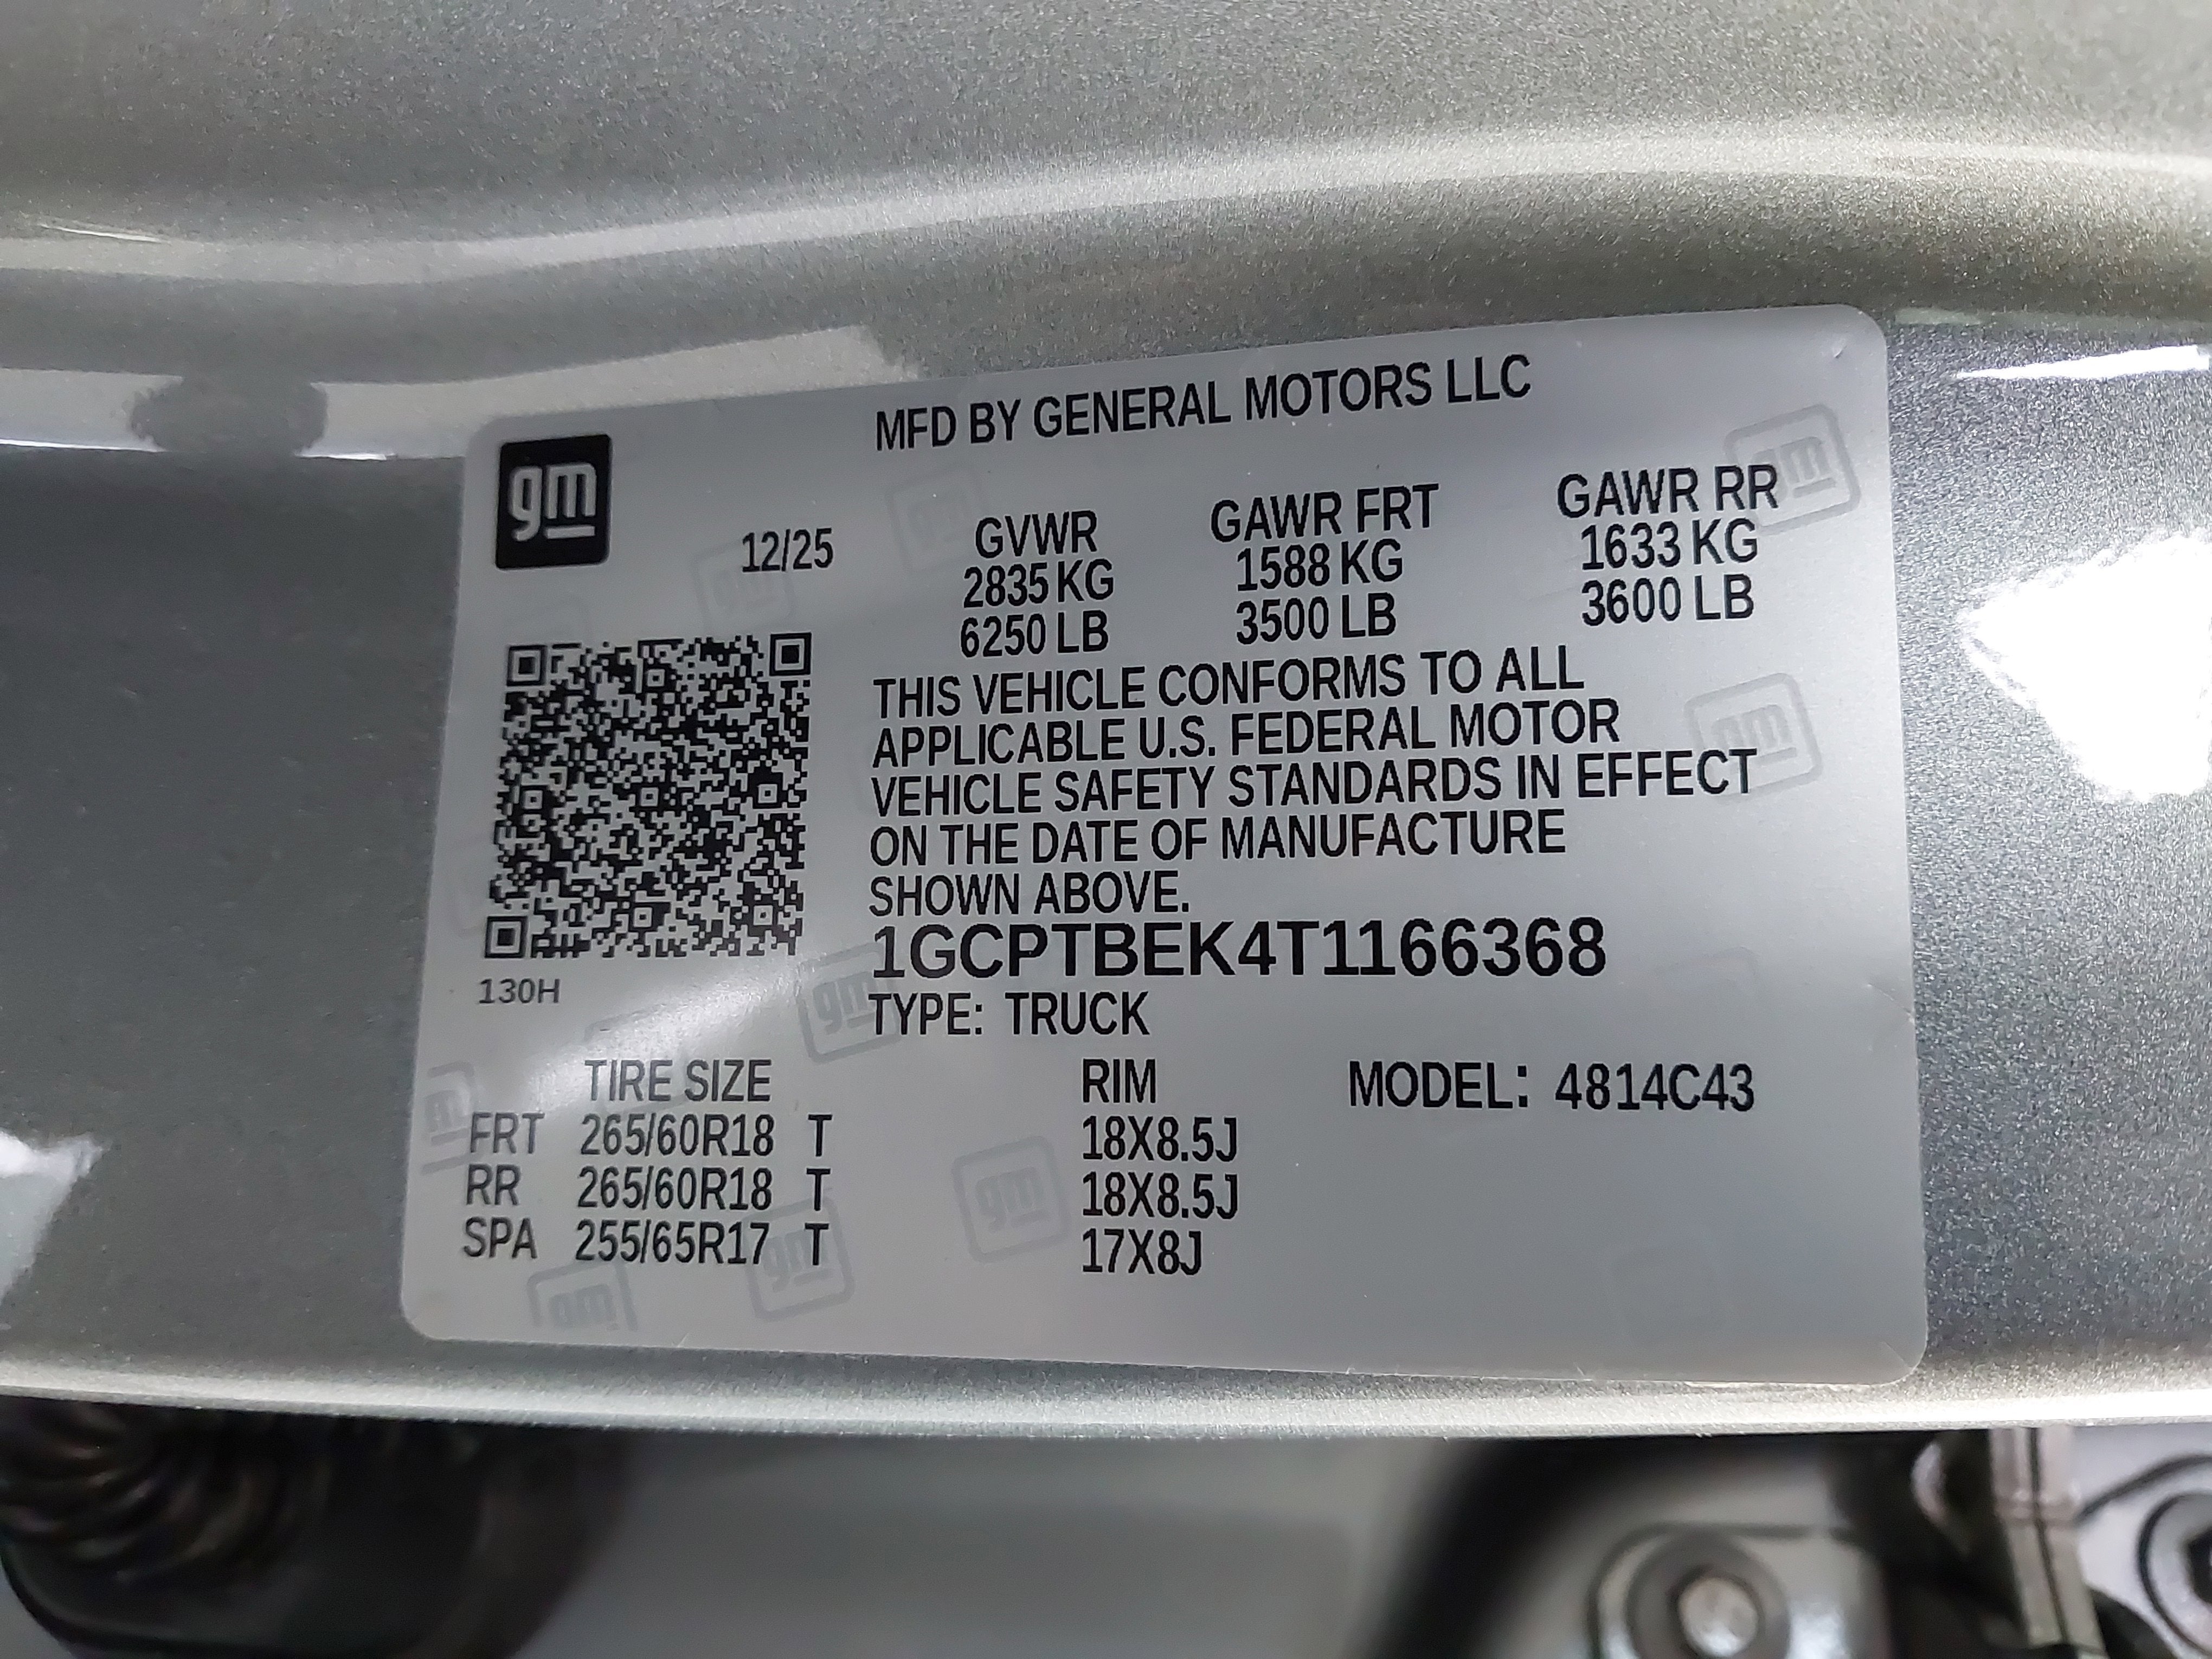 MFD BY GENERAL MOTORS LLC
gm
12/25
GVWR GAWR FRT GAWR RR
2835 KG 1588 KG 1633 KG
6250 LB 3500 LB 3600 LB
THIS VEHICLE CONFORMS TO ALL
APPLICABLE U.S. FEDERAL MOTOR
VEHICLE SAFETY STANDARDS IN EFFECT
ON THE DATE OF MANUFACTURE
SHOWN ABOVE.
1GCPTBEK4T1166368
130H
TYPE: TRUCK
TIRE SIZE RIM MODEL: 4814C43
FRT 265/60R18 T 18X8.5J
RR 265/60R18 T 18X8.5J
SPA 255/65R17 T 17X8J